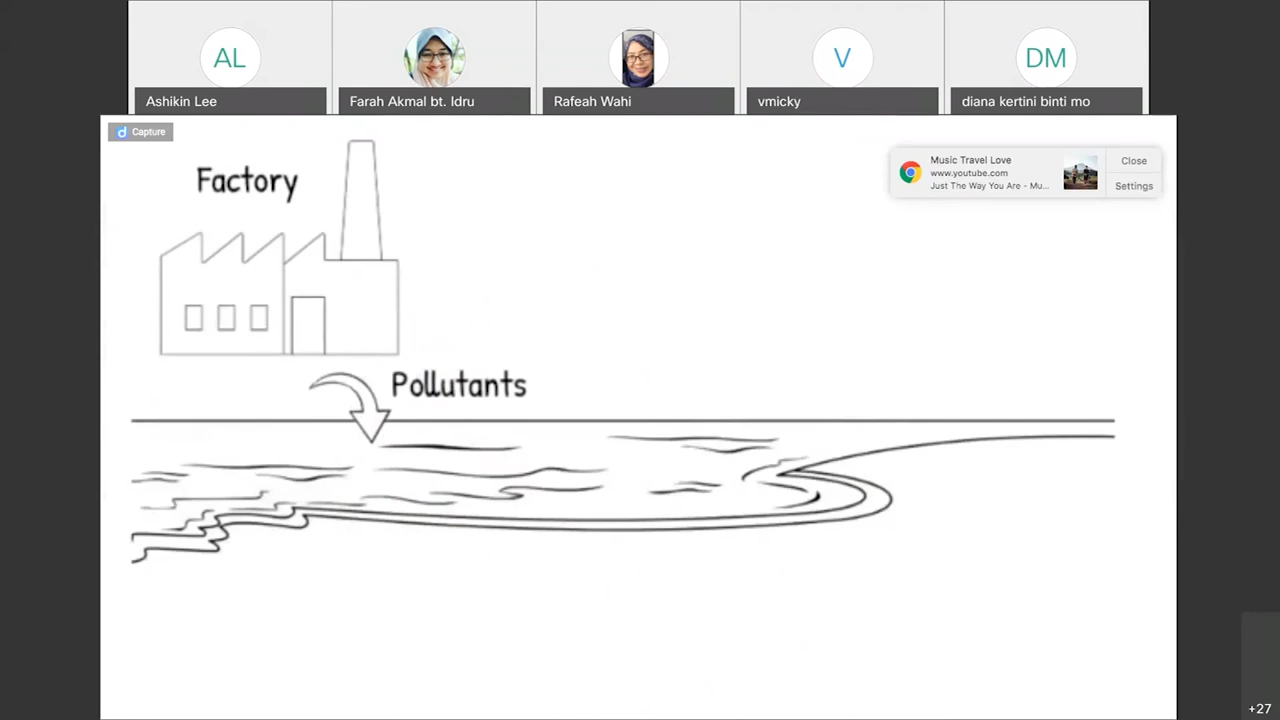 AL
V
DM
Ashikin Lee
Farah Akmal bt. Idru
Rafeah Wahi
vmicky
diana kertini binti mo
d Capture
Music Travel Love
www.youtube.com
Just The Way You Are - Mu...
Close
Settings
Factory
Pollutants
+27